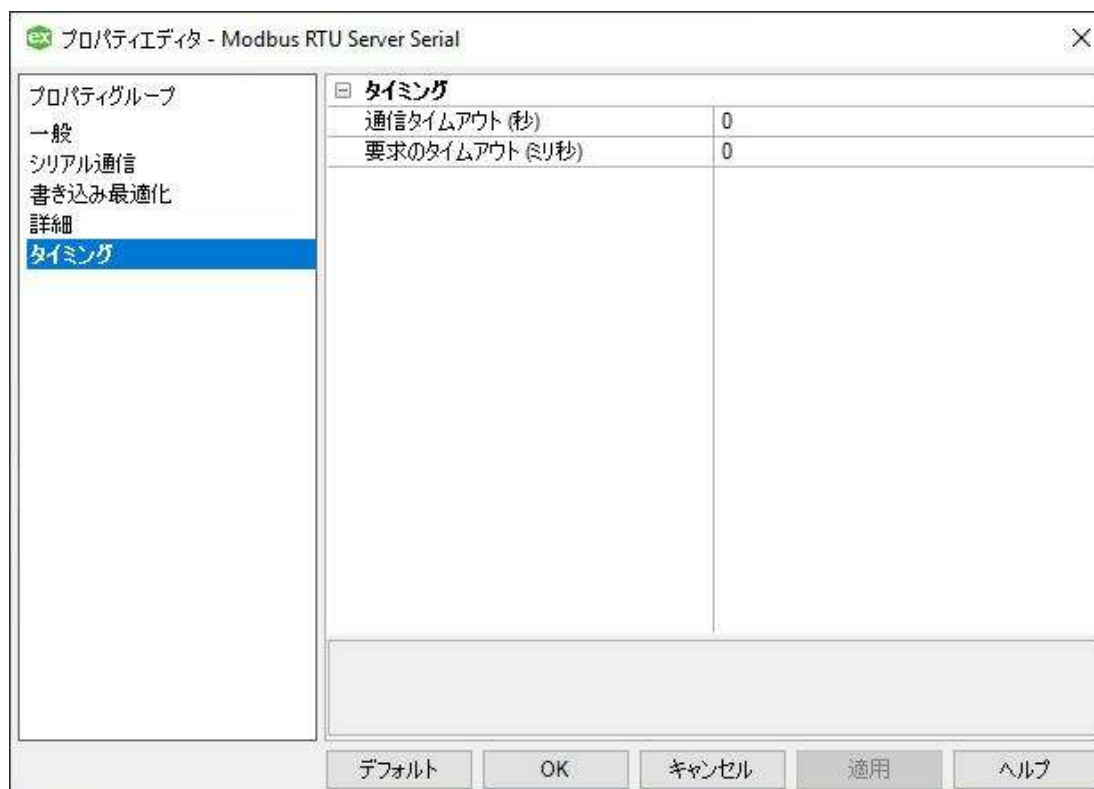 ex プロパティエディタ - Modbus RTU Server Serial
プロパティグループ
一般
シリアル通信
書き込み最適化
詳細
タイミング
タイミング
通信タイムアウト (秒) 0
要求のタイムアウト (ミリ秒) 0
デフォルト OK キャンセル 適用 ヘルプ